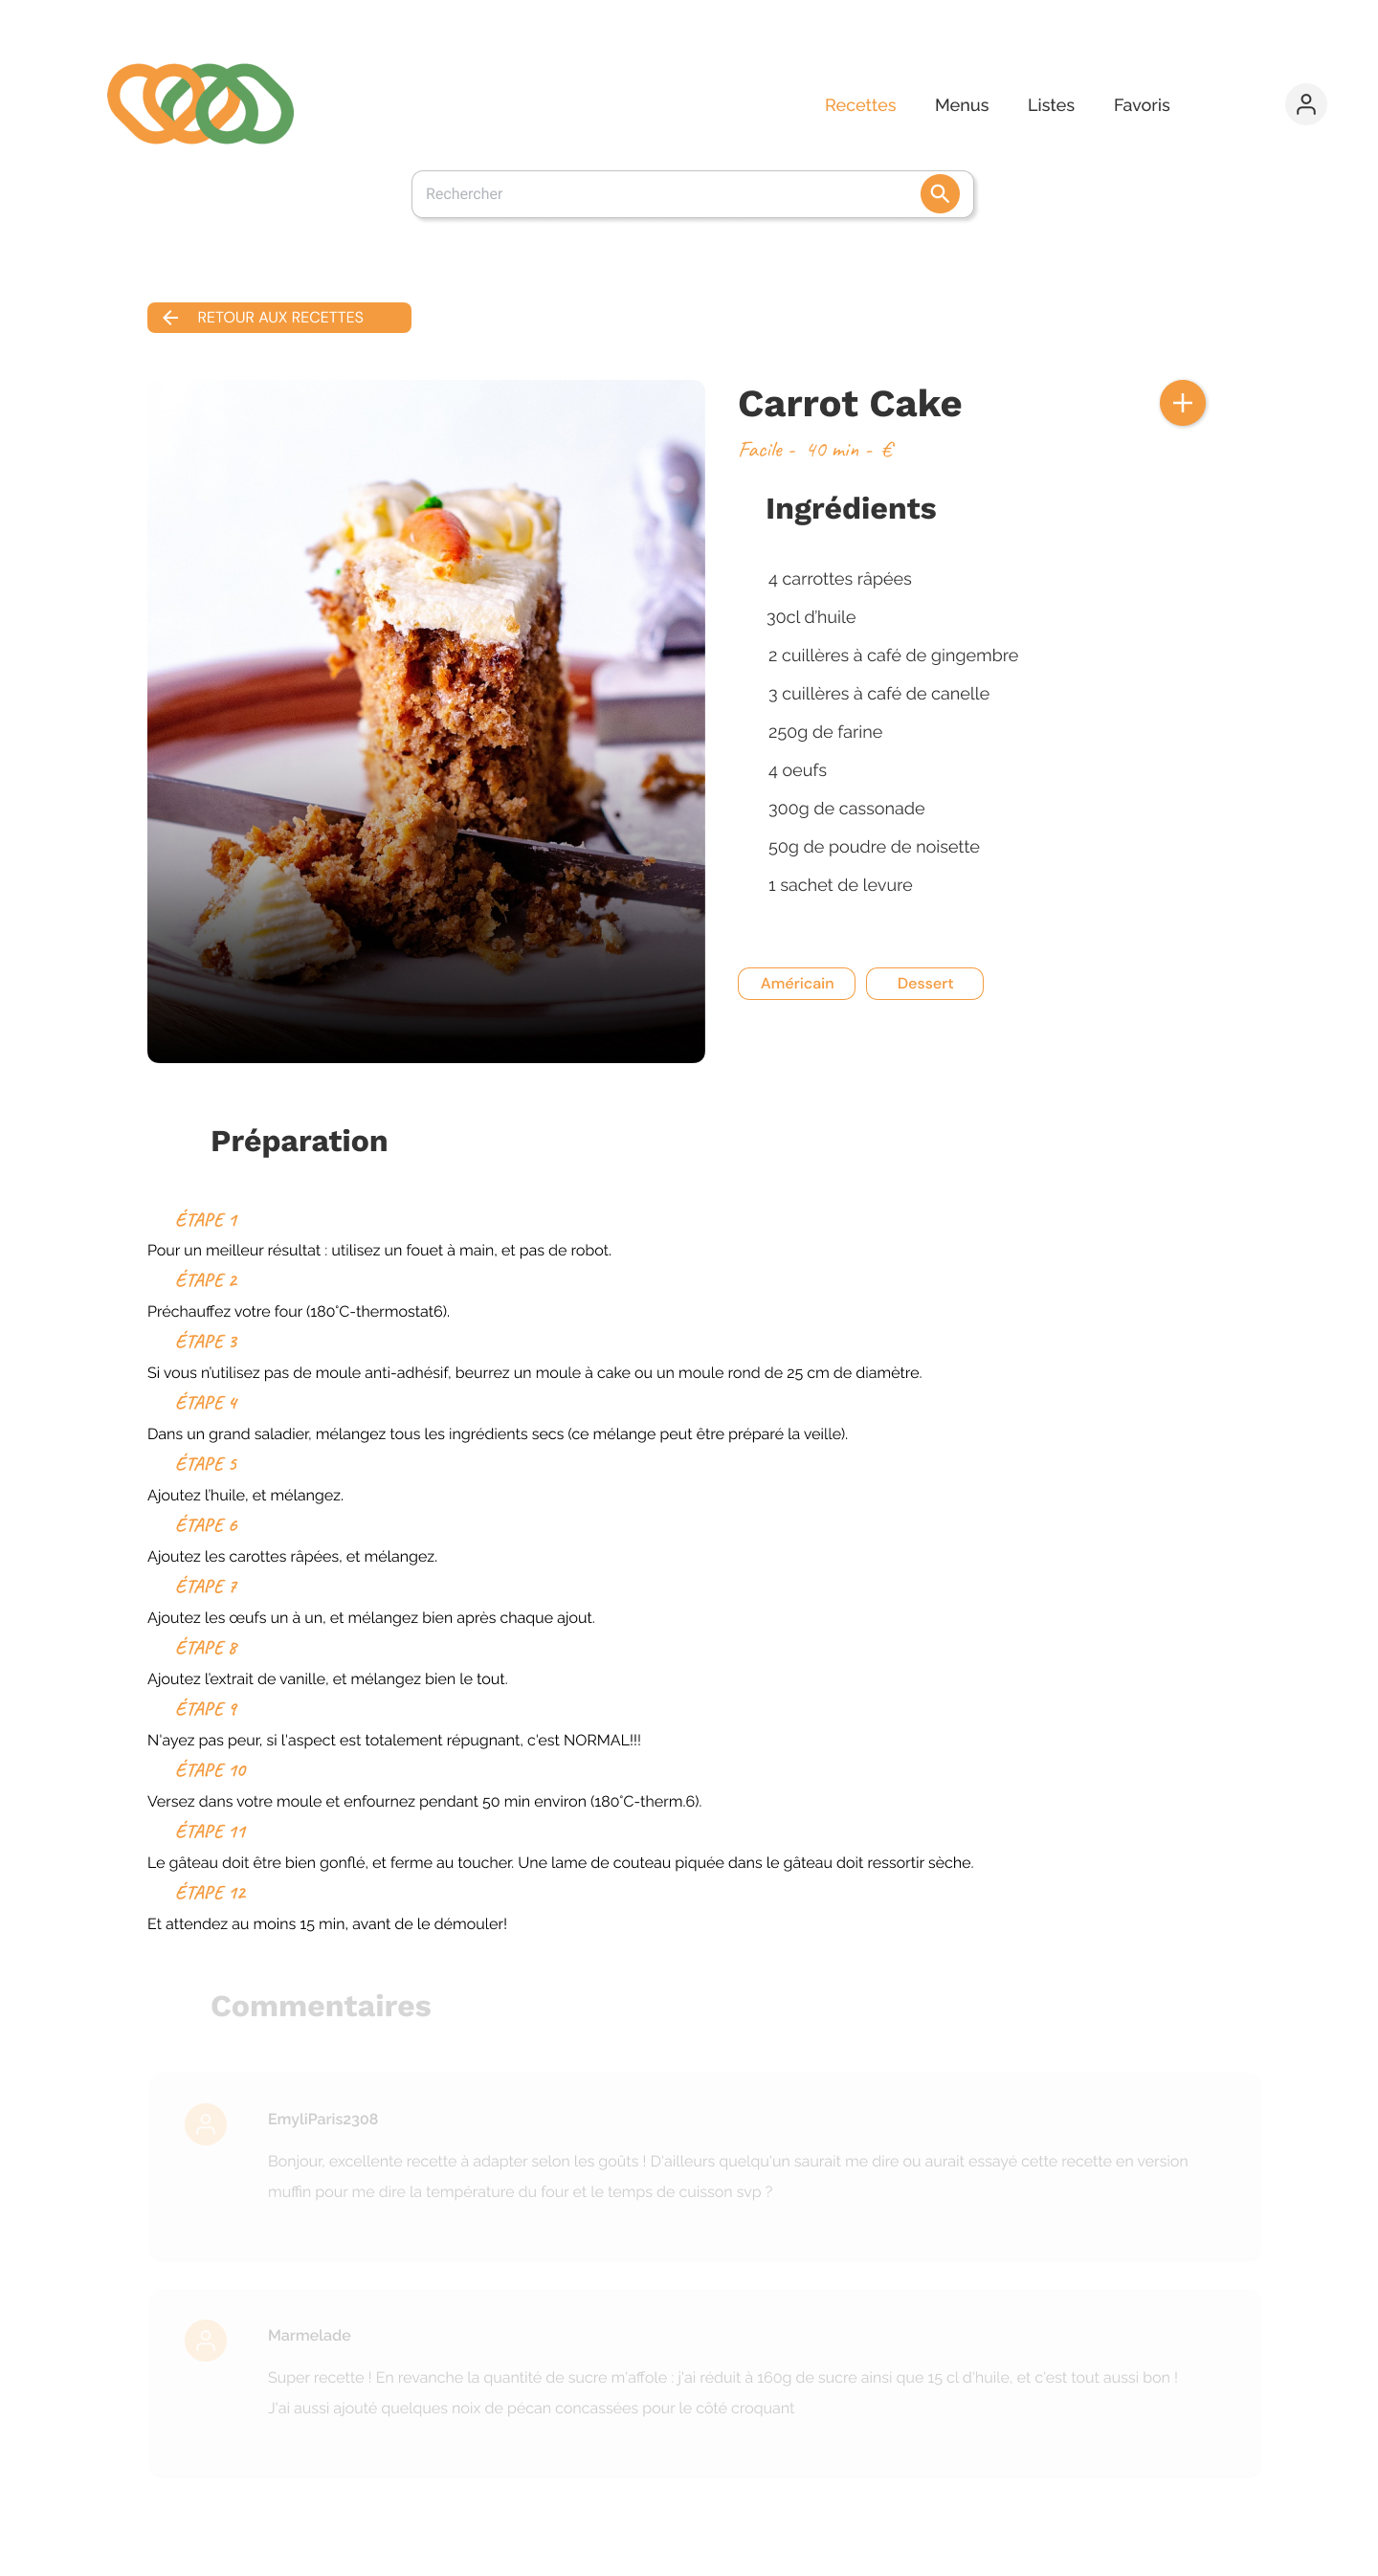 Recettes
Menus
Listes
Favoris
Rechercher
RETOUR AUX RECETTES
Carrot Cake
Facile - 40 min - €
Ingrédients
4 carrottes râpées
30cl d'huile
2 cuillères à café de gingembre
3 cuillères à café de canelle
250g de farine
4 oeufs
300g de cassonade
50g de poudre de noisette
1 sachet de levure
Américain
Dessert
Préparation
ÉTAPE 1
Pour un meilleur résultat : utilisez un fouet à main, et pas de robot.
ÉTAPE 2
Préchauffez votre four (180°C-thermostat6).
ÉTAPE 3
Si vous n'utilisez pas de moule anti-adhésif, beurrez un moule à cake ou un moule rond de 25 cm de diamètre.
ÉTAPE 4
Dans un grand saladier, mélangez tous les ingrédients secs (ce mélange peut être préparé la veille).
ÉTAPE 5
Ajoutez l'huile, et mélangez.
ÉTAPE 6
Ajoutez les carottes râpées, et mélangez.
ÉTAPE 7
Ajoutez les œufs un à un, et mélangez bien après chaque ajout.
ÉTAPE 8
Ajoutez l'extrait de vanille, et mélangez bien le tout.
ÉTAPE 9
N'ayez pas peur, si l'aspect est totalement répugnant, c'est NORMAL!!!
ÉTAPE 10
Versez dans votre moule et enfournez pendant 50 min environ (180°C-therm.6).
ÉTAPE 11
Le gâteau doit être bien gonflé, et ferme au toucher. Une lame de couteau piquée dans le gâteau doit ressortir sèche.
ÉTAPE 12
Et attendez au moins 15 min, avant de le démouler!
Commentaires
EmyliParis2308
Bonjour, excellente recette à adapter selon les goûts ! D'ailleurs quelqu'un saurait me dire ou aurait essayé cette recette en version
muffin pour me dire la température du four et le temps de cuisson svp ?
Marmelade
Super recette ! En revanche la quantité de sucre m'affole : j'ai réduit à 160g de sucre ainsi que 15 cl d'huile, et c'est tout aussi bon !
J'ai aussi ajouté quelques noix de pécan concassées pour le côté croquant